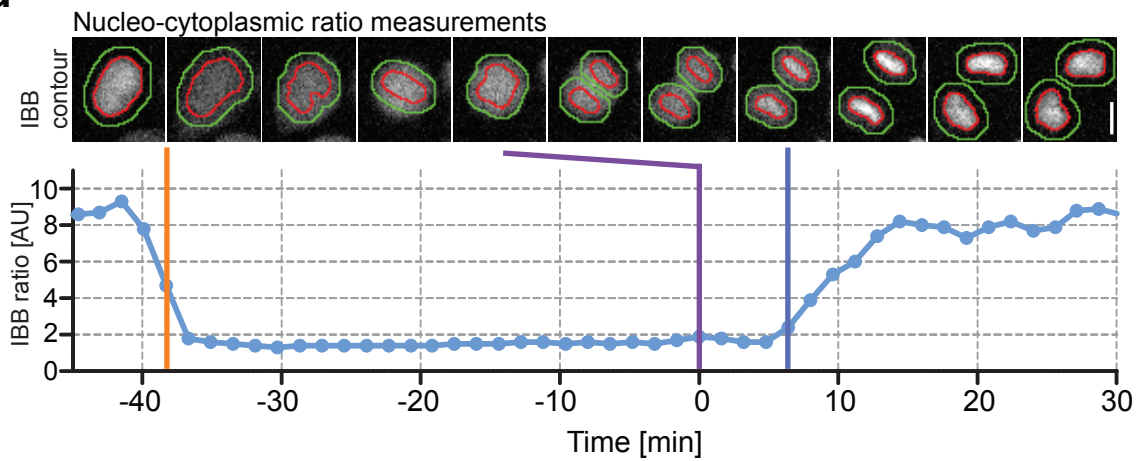 Nucleo-cytoplasmic ratio measurements
IBB
contour
IBB ratio [AU]
10
8
6
4
2
0
-40 -30 -20 -10 0 10 20 30
Time [min]